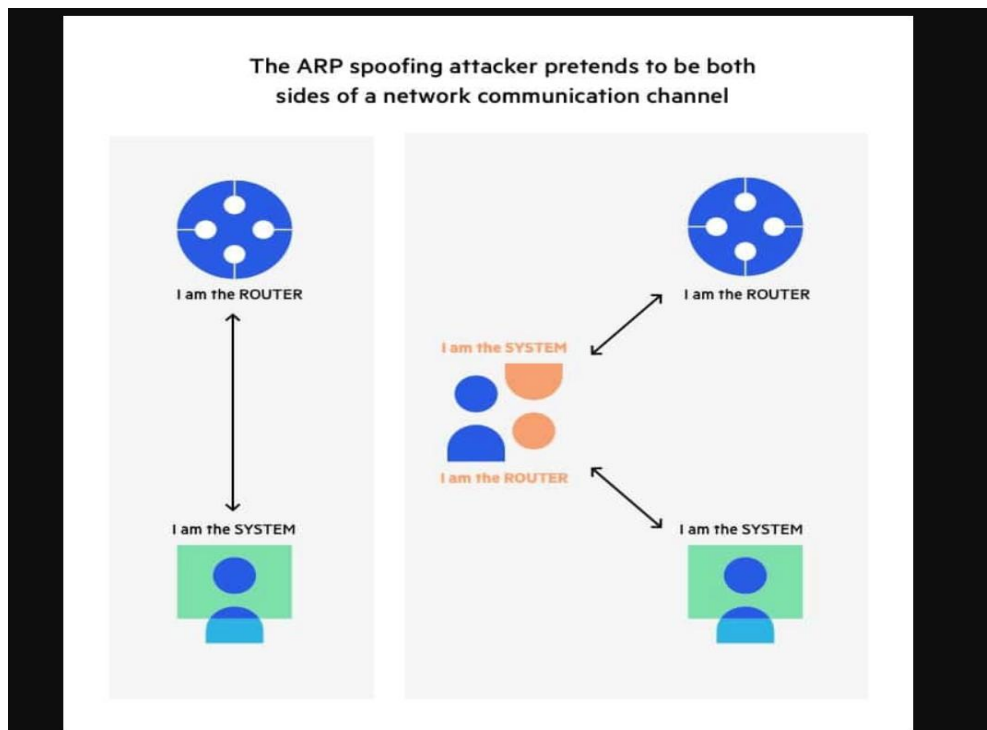 The ARP spoofing attacker pretends to be both
sides of a network communication channel
I am the ROUTER
I am the SYSTEM
I am the ROUTER
I am the SYSTEM
I am the ROUTER
I am the SYSTEM